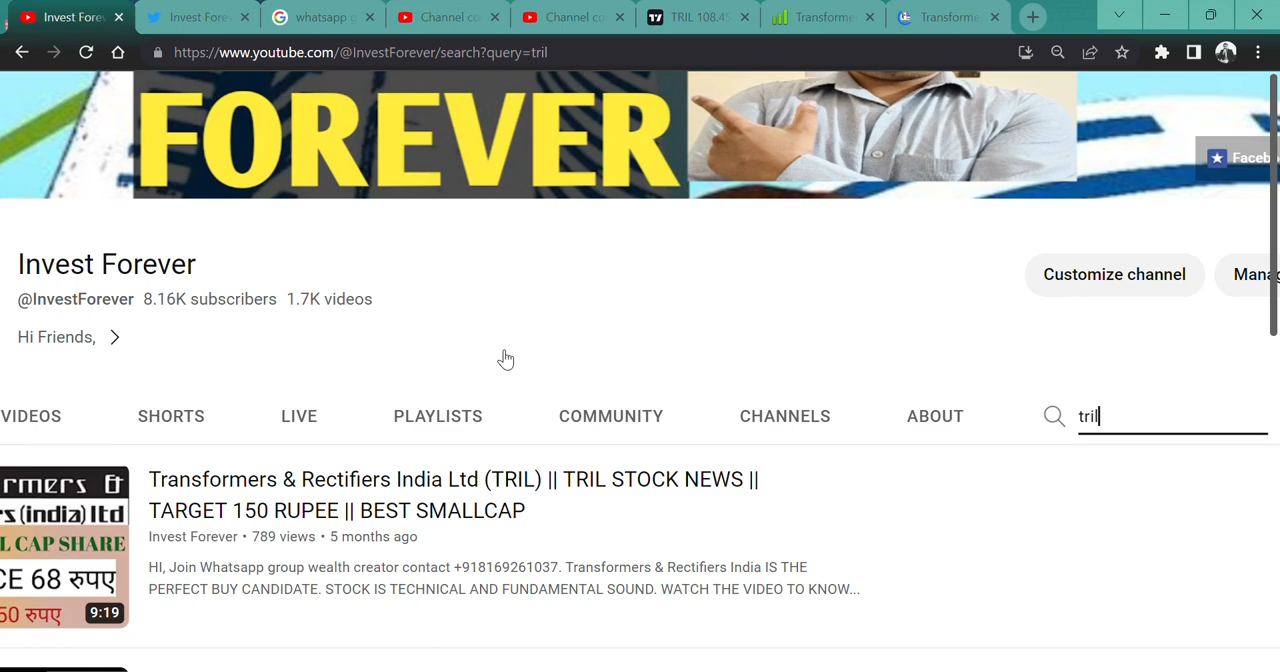 Invest Fore
Invest Fore
whatsapp g
Channel co
Channel co
TRIL 108.45
Transforme
Transforme
https://www.youtube.com/@InvestForever/search?query=tril
FOREVER
Faceb
Invest Forever
@InvestForever 8.16K subscribers 1.7K videos
Customize channel
Manag
Hi Friends,
VIDEOS SHORTS LIVE PLAYLISTS COMMUNITY CHANNELS ABOUT tril
rmers &
rs (india) ltd
L CAP SHARE
CE 68 रुपए
50 रुपए
9:19
Transformers & Rectifiers India Ltd (TRIL) || TRIL STOCK NEWS ||
TARGET 150 RUPEE || BEST SMALLCAP
Invest Forever • 789 views • 5 months ago
HI, Join Whatsapp group wealth creator contact +918169261037. Transformers & Rectifiers India IS THE
PERFECT BUY CANDIDATE. STOCK IS TECHNICAL AND FUNDAMENTAL SOUND. WATCH THE VIDEO TO KNOW...